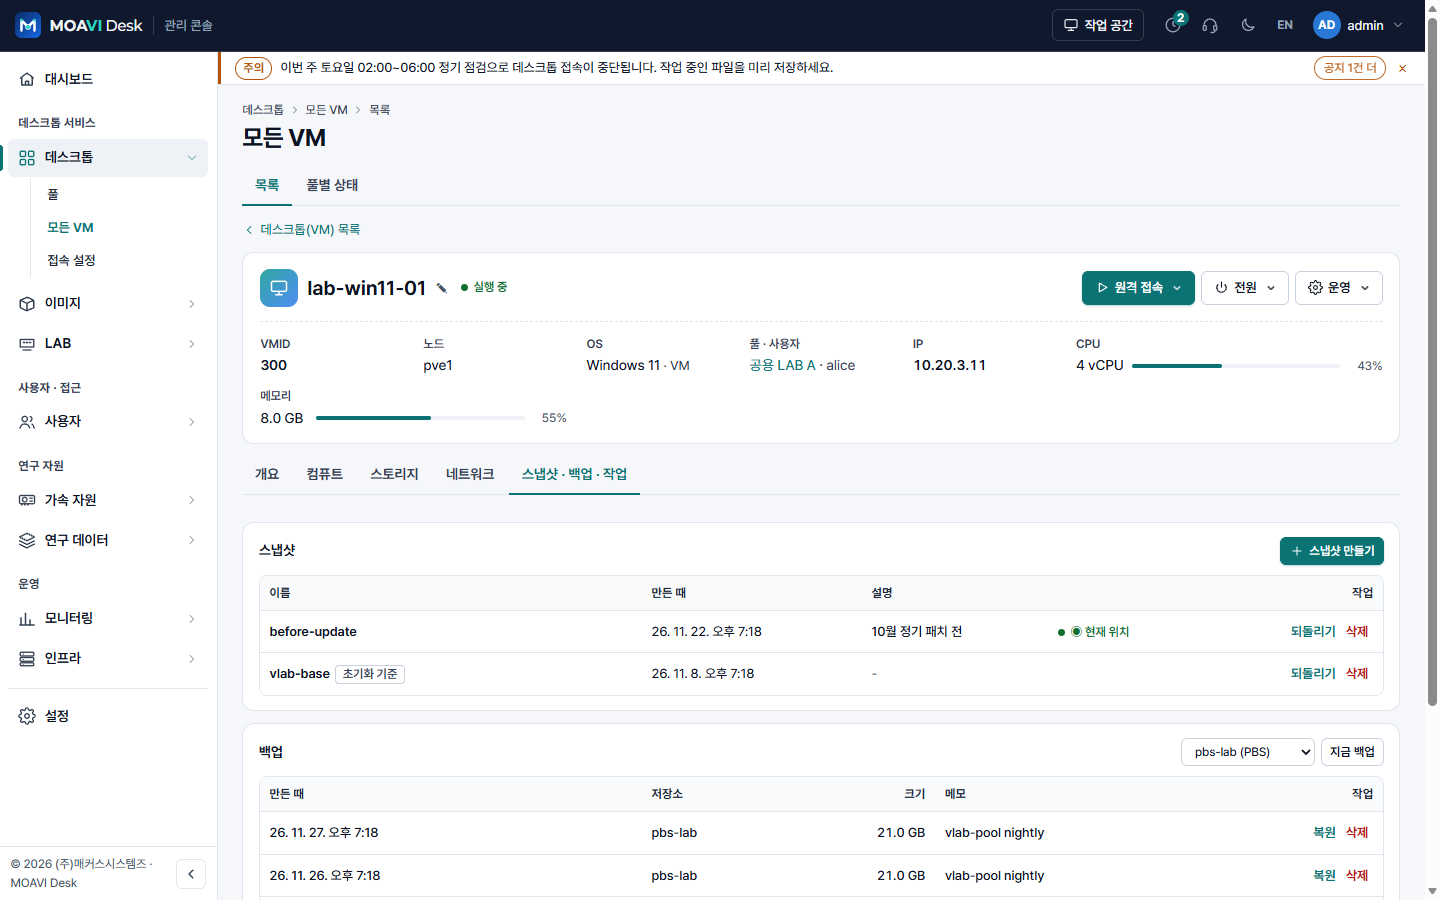 MOAVI Desk 관리 콘솔 작업 공간 2 EN AD admin
주의 이번 주 토요일 02:00~06:00 정기 점검으로 데스크톱 접속이 중단됩니다. 작업 중인 파일을 미리 저장하세요. 공지 1건 더 ×
대시보드
데스크톱 서비스
데스크톱
풀
모든 VM
접속 설정
이미지
LAB
사용자 · 접근
사용자
연구 자원
가속 자원
연구 데이터
운영
모니터링
인프라
설정
© 2026 (주)매커스시스템즈 ·
MOAVI Desk
데스크톱 > 모든 VM > 목록
모든 VM
목록 풀별 상태
데스크톱(VM) 목록
lab-win11-01 실행 중 원격 접속 전원 운영
VMID 노드 OS 풀 · 사용자 IP CPU
300 pve1 Windows 11 · VM 공용 LAB A · alice 10.20.3.11 4 vCPU 43%
메모리
8.0 GB 55%
개요 컴퓨트 스토리지 네트워크 스냅샷 · 백업 · 작업
스냅샷 + 스냅샷 만들기
이름 만든 때 설명 작업
before-update 26. 11. 22. 오후 7:18 10월 정기 패치 전 ● ◉ 현재 위치 되돌리기 삭제
vlab-base 초기화 기준 26. 11. 8. 오후 7:18 - 되돌리기 삭제
백업 pbs-lab (PBS) 지금 백업
만든 때 저장소 크기 메모 작업
26. 11. 27. 오후 7:18 pbs-lab 21.0 GB vlab-pool nightly 복원 삭제
26. 11. 26. 오후 7:18 pbs-lab 21.0 GB vlab-pool nightly 복원 삭제